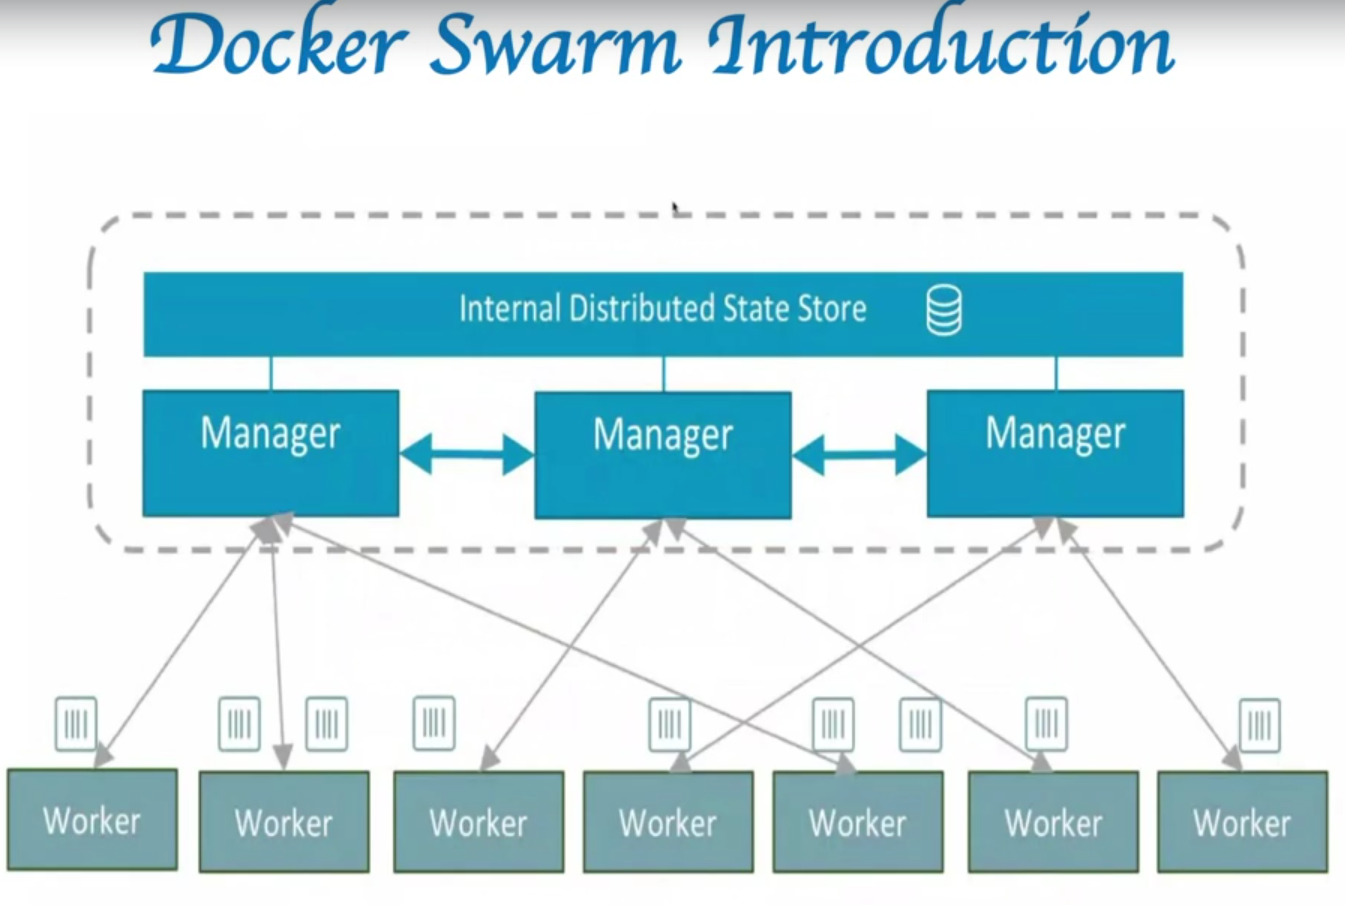 Docker Swarm Introduction
Internal Distributed State Store
Manager
Manager
Manager
Worker
Worker
Worker
Worker
Worker
Worker
Worker